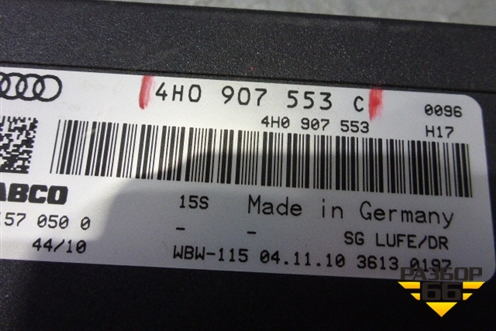 4H0 907 553 C 0096
4H0 907 553 H17
ABCO
157 050 0 15S Made in Germany
44/10 - - SG LUFE/DR
WBW-115 04.11.10 3613 0197
РАЗБОР
66